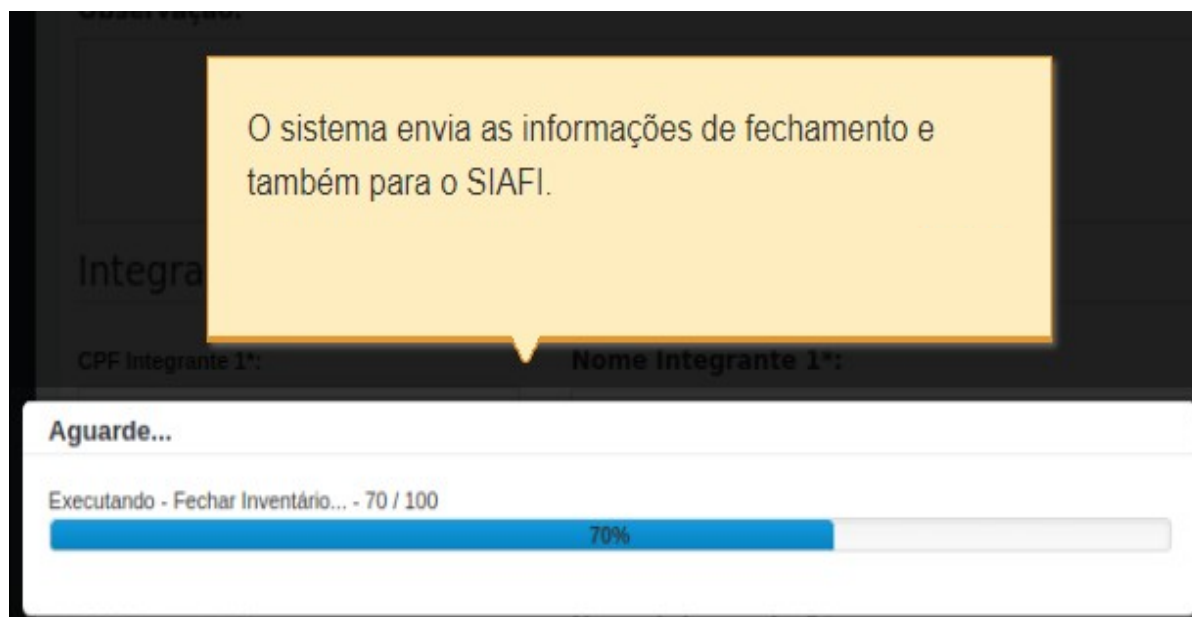 Observação:
O sistema envia as informações de fechamento e
também para o SIAFI.
Integra
CPF Integrante 1*:
Nome Integrante 1*:
Aguarde...
Executando - Fechar Inventário... - 70 / 100
70%